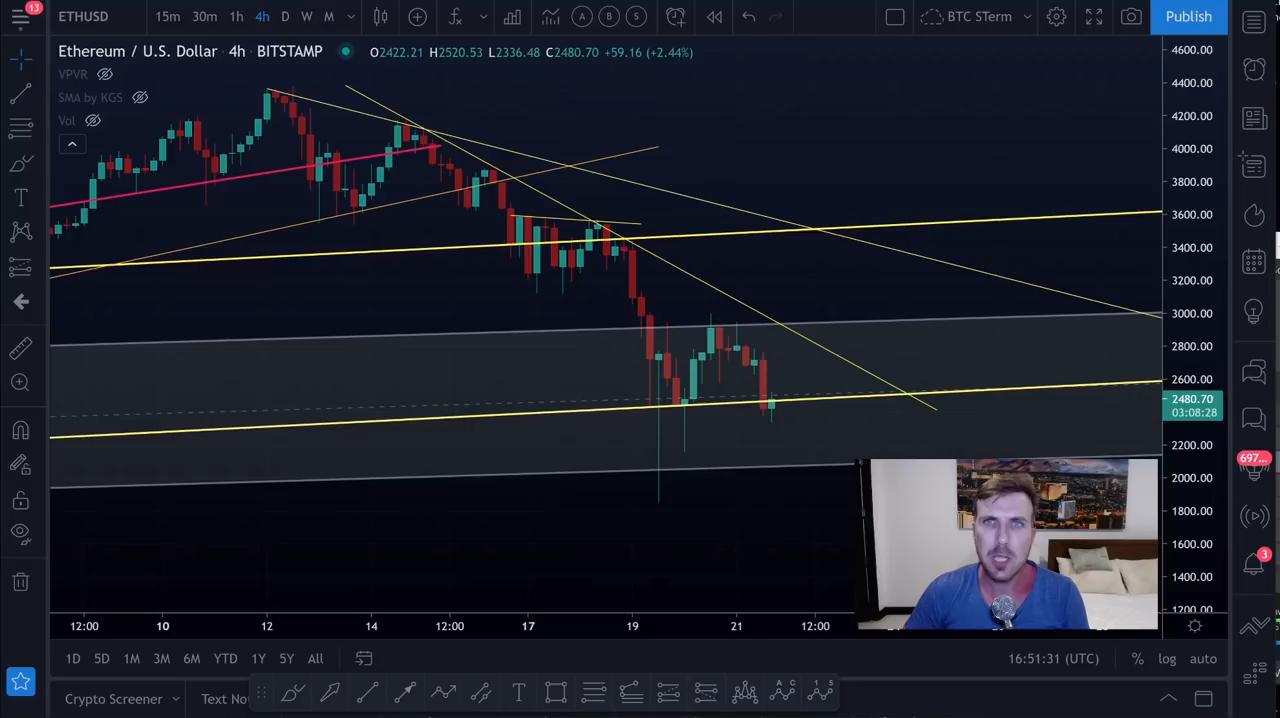 13
ETHUSD
15m 30m 1h 4h D W M
BTC STerm
Publish
Ethereum / U.S. Dollar · 4h · BITSTAMP
O2422.21 H2520.53 L2336.48 C2480.70 +59.16 (+2.44%)
VPVR
SMA by KGS
Vol
4600.00
4400.00
4200.00
4000.00
3800.00
3600.00
3400.00
3200.00
3000.00
2800.00
2600.00
2480.70
03:08:28
2200.00
2000.00
1800.00
1600.00
1400.00
1200.00
697...
3
12:00 10 12 14 12:00 17 19 21 12:00
1D 5D 1M 3M 6M YTD 1Y 5Y All
16:51:31 (UTC) % log auto
Crypto Screener
Text No